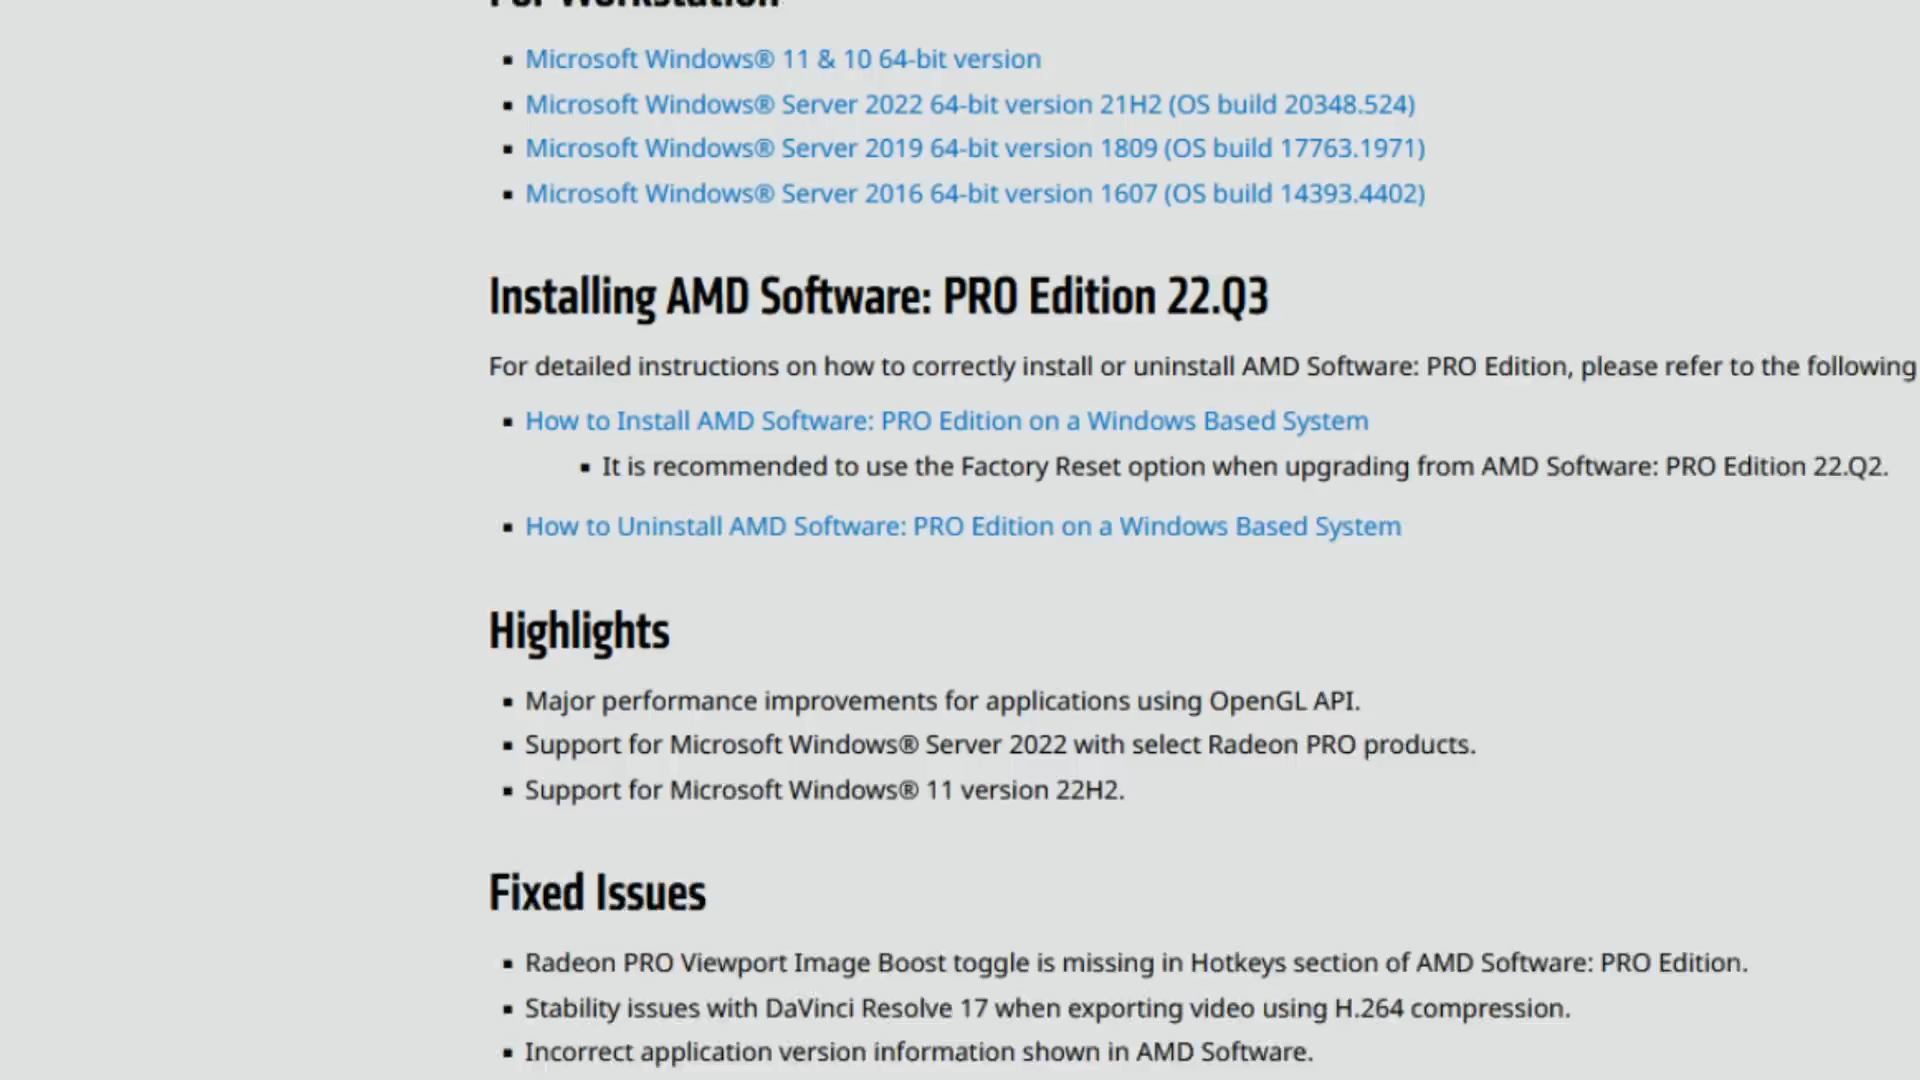 For Workstation
Microsoft Windows® 11 & 10 64-bit version
Microsoft Windows® Server 2022 64-bit version 21H2 (OS build 20348.524)
Microsoft Windows® Server 2019 64-bit version 1809 (OS build 17763.1971)
Microsoft Windows® Server 2016 64-bit version 1607 (OS build 14393.4402)
Installing AMD Software: PRO Edition 22.Q3
For detailed instructions on how to correctly install or uninstall AMD Software: PRO Edition, please refer to the following
How to Install AMD Software: PRO Edition on a Windows Based System
It is recommended to use the Factory Reset option when upgrading from AMD Software: PRO Edition 22.Q2.
How to Uninstall AMD Software: PRO Edition on a Windows Based System
Highlights
Major performance improvements for applications using OpenGL API.
Support for Microsoft Windows® Server 2022 with select Radeon PRO products.
Support for Microsoft Windows® 11 version 22H2.
Fixed Issues
Radeon PRO Viewport Image Boost toggle is missing in Hotkeys section of AMD Software: PRO Edition.
Stability issues with DaVinci Resolve 17 when exporting video using H.264 compression.
Incorrect application version information shown in AMD Software.